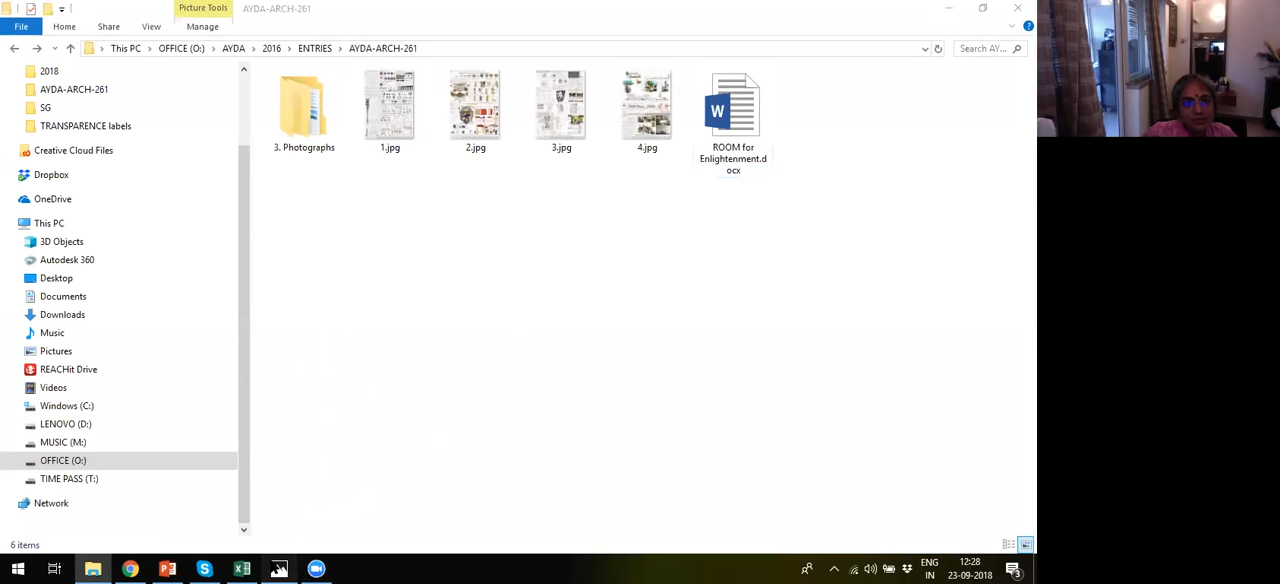 Picture Tools
AYDA-ARCH-261
File
Home
Share
View
Manage
This PC
OFFICE (O:)
AYDA
2016
ENTRIES
AYDA-ARCH-261
Search AY...
2018
AYDA-ARCH-261
SG
TRANSPARENCE labels
Creative Cloud Files
Dropbox
OneDrive
This PC
3D Objects
Autodesk 360
Desktop
Documents
Downloads
Music
Pictures
REACHit Drive
Videos
Windows (C:)
LENOVO (D:)
MUSIC (M:)
OFFICE (O:)
TIME PASS (T:)
Network
3. Photographs
1.jpg
2.jpg
3.jpg
4.jpg
W
ROOM for
Enlightenment.d
ocx
6 items
ENG
IN
12:28
23-09-2018
3